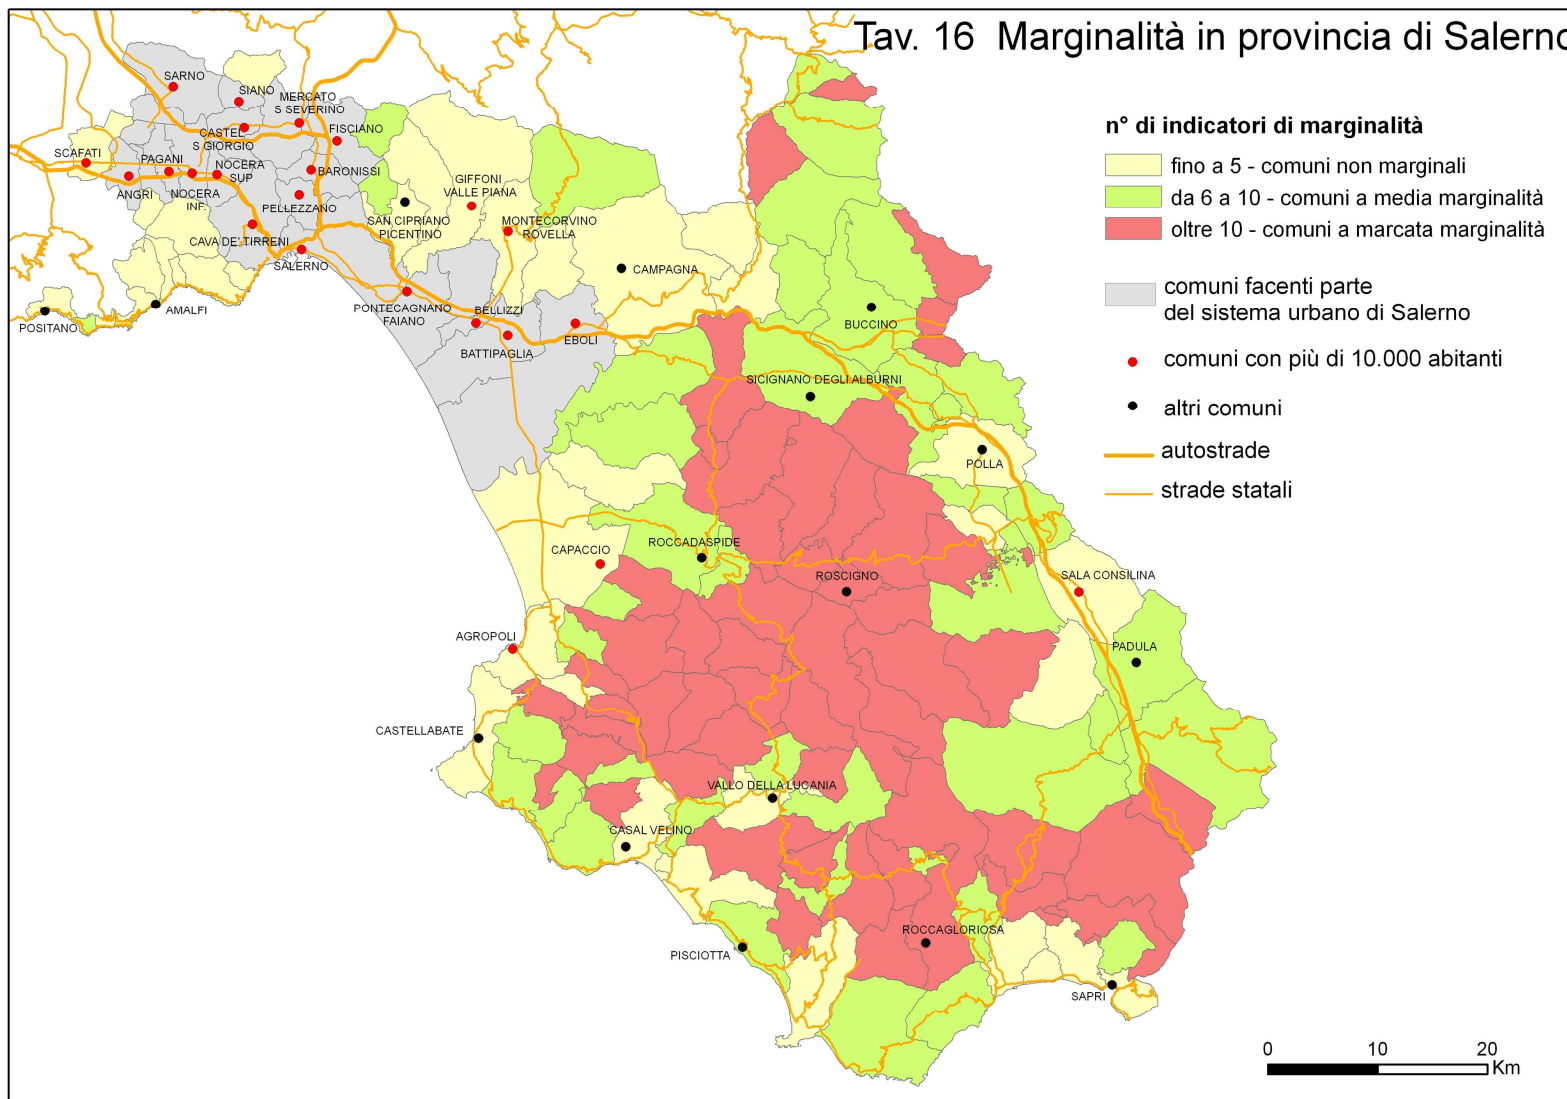 Tav. 16 Marginalità in provincia di Salerno
n° di indicatori di marginalità
fino a 5 - comuni non marginali
da 6 a 10 - comuni a media marginalità
oltre 10 - comuni a marcata marginalità
comuni facenti parte
del sistema urbano di Salerno
comuni con più di 10.000 abitanti
altri comuni
autostrade
strade statali
SARNO
SIANO
MERCATO
S SEVERINO
CASTEL
S GIORGIO
FISCIANO
SCAFATI
PAGANI
NOCERA
SUP
BARONISSI
ANGRI
NOCERA
INF.
PELLEZZANO
GIFFONI
VALLE PIANA
SAN CIPRIANO
PICENTINO
MONTECORVINO
ROVELLA
CAVA DE' TIRRENI
SALERNO
CAMPAGNA
POSITANO
AMALFI
PONTECAGNANO
FAIANO
BELLIZZI
BATTIPAGLIA
EBOLI
BUCCINO
SICIGNANO DEGLI ALBURNI
POLLA
CAPACCIO
ROCCADASPIDE
ROSCIGNO
SALA CONSILINA
AGROPOLI
PADULA
CASTELLABATE
VALLO DELLA LUCANIA
CASAL VELINO
PISCIOTTA
ROCCAGLORIOSA
SAPRI
0 10 20
Km